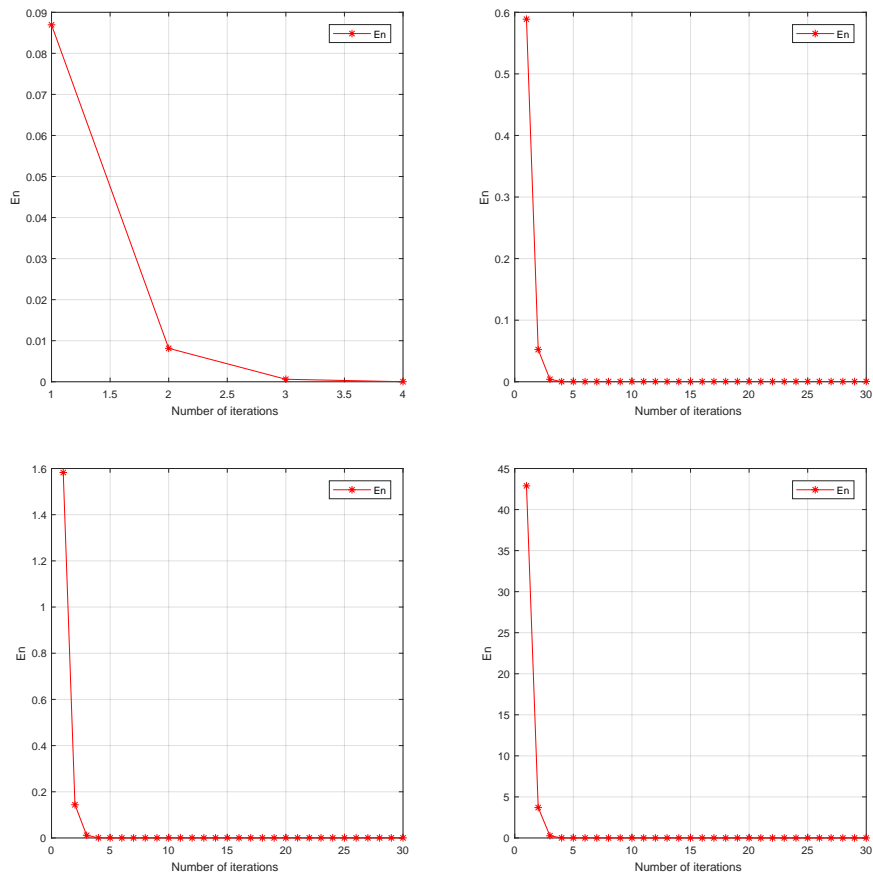 En
0.09
0.08
0.07
0.06
0.05
0.04
0.03
0.02
0.01
0
En
1 1.5 2 2.5 3 3.5 4
Number of iterations
En
0.6
0.5
0.4
0.3
0.2
0.1
0
En
0 5 10 15 20 25 30
Number of iterations
En
1.6
1.4
1.2
1
0.8
0.6
0.4
0.2
0
En
0 5 10 15 20 25 30
Number of iterations
En
45
40
35
30
25
20
15
10
5
0
En
0 5 10 15 20 25 30
Number of iterations